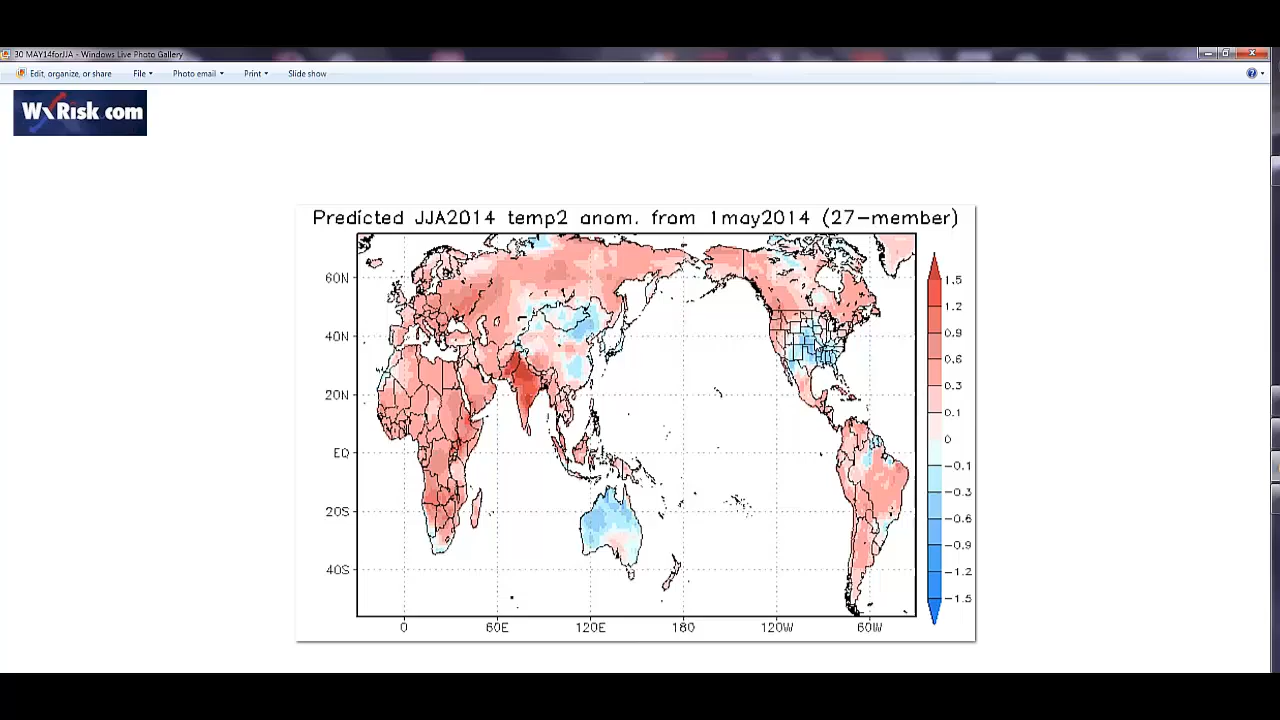 30 MAY14forJJA - Windows Live Photo Gallery
Edit, organize, or share File Photo email Print Slide show
WxRisk.com
Predicted JJA2014 temp2 anom. from 1may2014 (27-member)
60N
40N
20N
EQ
20S
40S
0 60E 120E 180 120W 60W
1.5
1.2
0.9
0.6
0.3
0.1
0
-0.1
-0.3
-0.6
-0.9
-1.2
-1.5